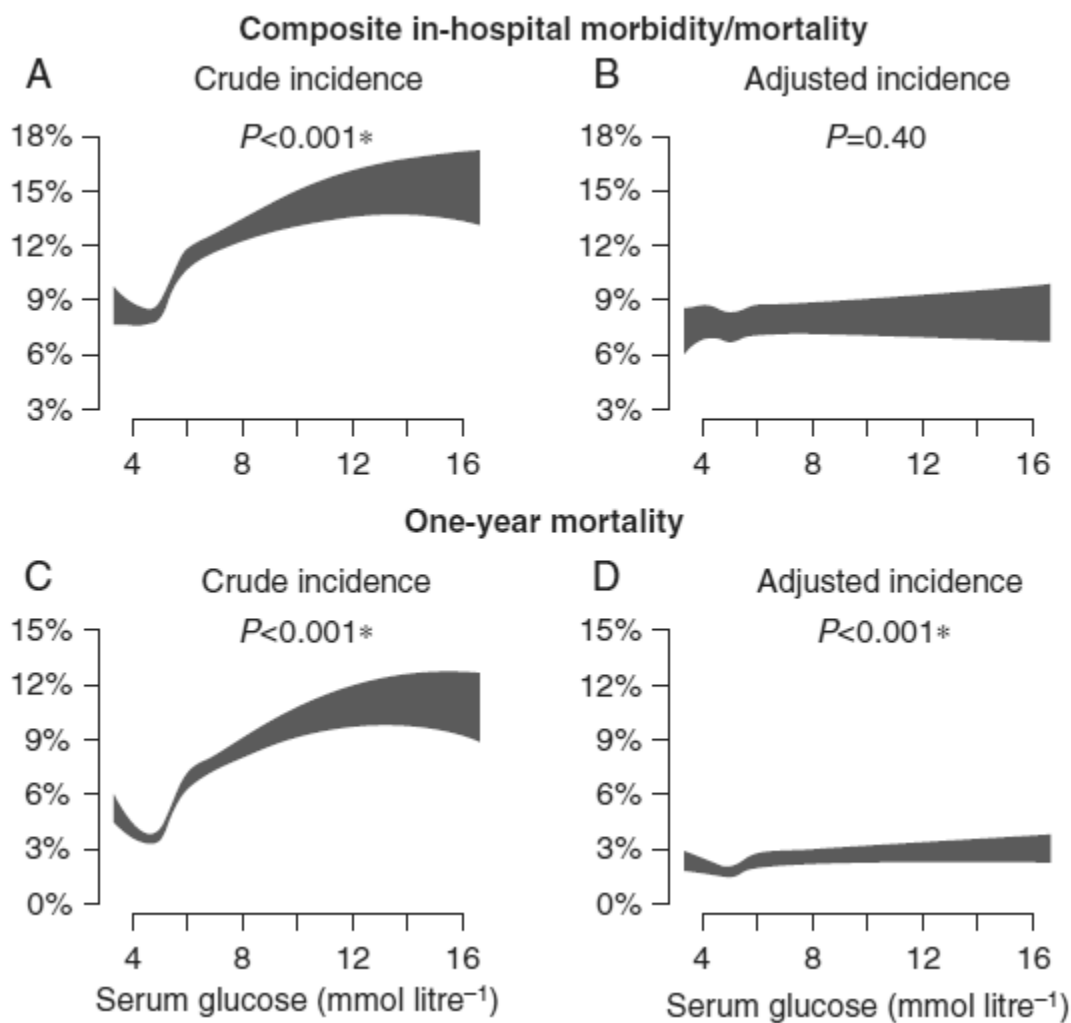 Composite in-hospital morbidity/mortality
A
Crude incidence
P<0.001*
18%
15%
12%
9%
6%
3%
4 8 12 16
B
Adjusted incidence
P=0.40
18%
15%
12%
9%
6%
3%
4 8 12 16
One-year mortality
C
Crude incidence
P<0.001*
15%
12%
9%
6%
3%
0%
4 8 12 16
Serum glucose (mmol litre⁻¹)
D
Adjusted incidence
P<0.001*
15%
12%
9%
6%
3%
0%
4 8 12 16
Serum glucose (mmol litre⁻¹)